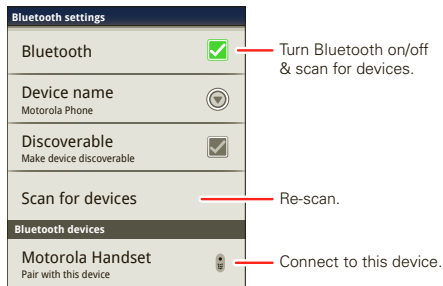 Bluetooth settings
Bluetooth
Turn Bluetooth on/off
& scan for devices.
Device name
Motorola Phone
Discoverable
Make device discoverable
Scan for devices
Re-scan.
Bluetooth devices
Motorola Handset
Pair with this device
Connect to this device.